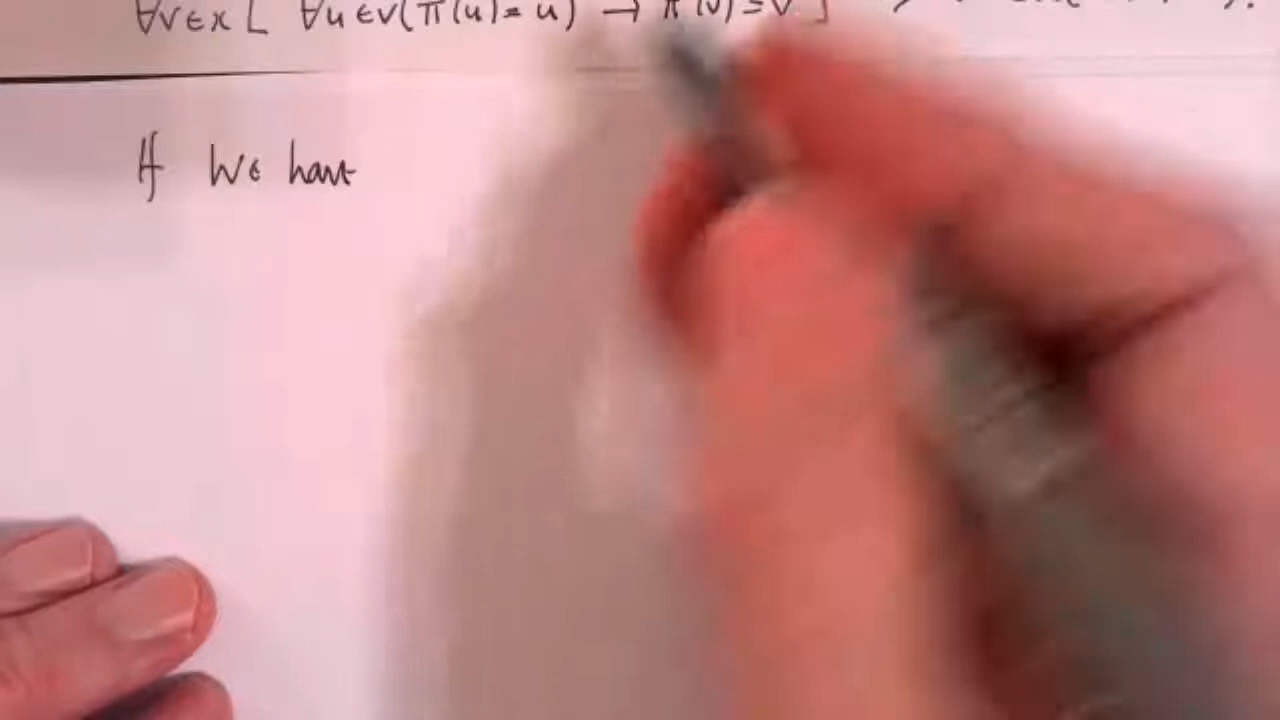 ∀v∈x[ ∀u∈v(π(u)=u) → π(v)=v ]
If We have